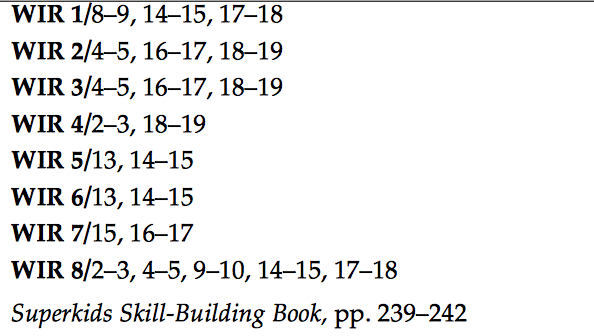 WIR 1/8–9, 14–15, 17–18
WIR 2/4–5, 16–17, 18–19
WIR 3/4–5, 16–17, 18–19
WIR 4/2–3, 18–19
WIR 5/13, 14–15
WIR 6/13, 14–15
WIR 7/15, 16–17
WIR 8/2–3, 4–5, 9–10, 14–15, 17–18
Superkids Skill-Building Book, pp. 239–242